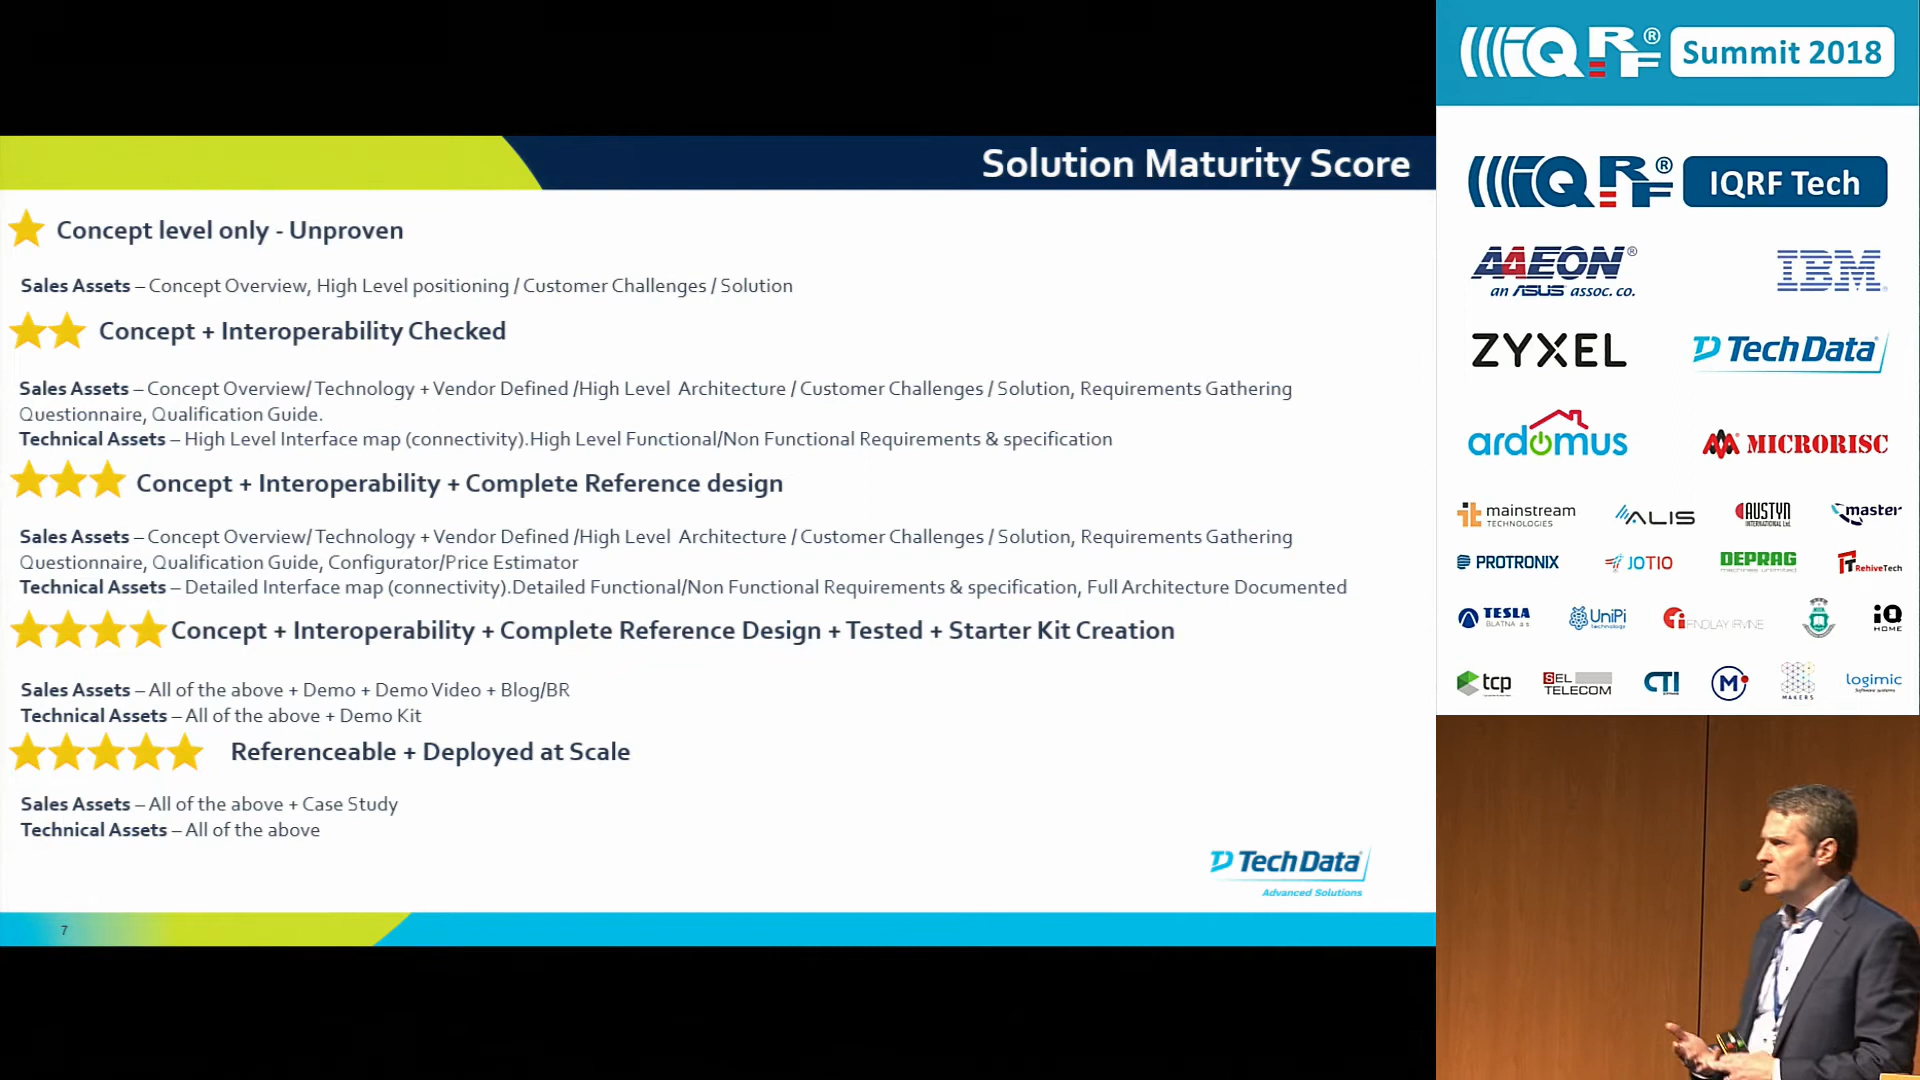 Solution Maturity Score
Concept level only - Unproven
Sales Assets – Concept Overview, High Level positioning / Customer Challenges / Solution
Concept + Interoperability Checked
Sales Assets – Concept Overview/ Technology + Vendor Defined /High Level Architecture / Customer Challenges / Solution, Requirements Gathering
Questionnaire, Qualification Guide.
Technical Assets – High Level Interface map (connectivity).High Level Functional/Non Functional Requirements & specification
Concept + Interoperability + Complete Reference design
Sales Assets – Concept Overview/ Technology + Vendor Defined /High Level Architecture / Customer Challenges / Solution, Requirements Gathering
Questionnaire, Qualification Guide, Configurator/Price Estimator
Technical Assets – Detailed Interface map (connectivity).Detailed Functional/Non Functional Requirements & specification, Full Architecture Documented
Concept + Interoperability + Complete Reference Design + Tested + Starter Kit Creation
Sales Assets – All of the above + Demo + Demo Video + Blog/BR
Technical Assets – All of the above + Demo Kit
Referenceable + Deployed at Scale
Sales Assets – All of the above + Case Study
Technical Assets – All of the above
TechData
Advanced Solutions
7
IQRF® Summit 2018
IQRF® IQRF Tech
AAEON®
an ASUS assoc. co.
IBM
ZYXEL
TechData
ardomus
MICRORISC
mainstream
TECHNOLOGIES
ALIS
AUSTYN
INTERNATIONAL Ltd.
master
PROTRONIX
JOTIO
DEPRAG
RehiveTech
TESLA
BLATNA a s
UniPi
technology
FINDLAY IRVINE
iQ
HOME
tcp
SEL
TELECOM
CTI
M
MAKERS
logimic
Software systems